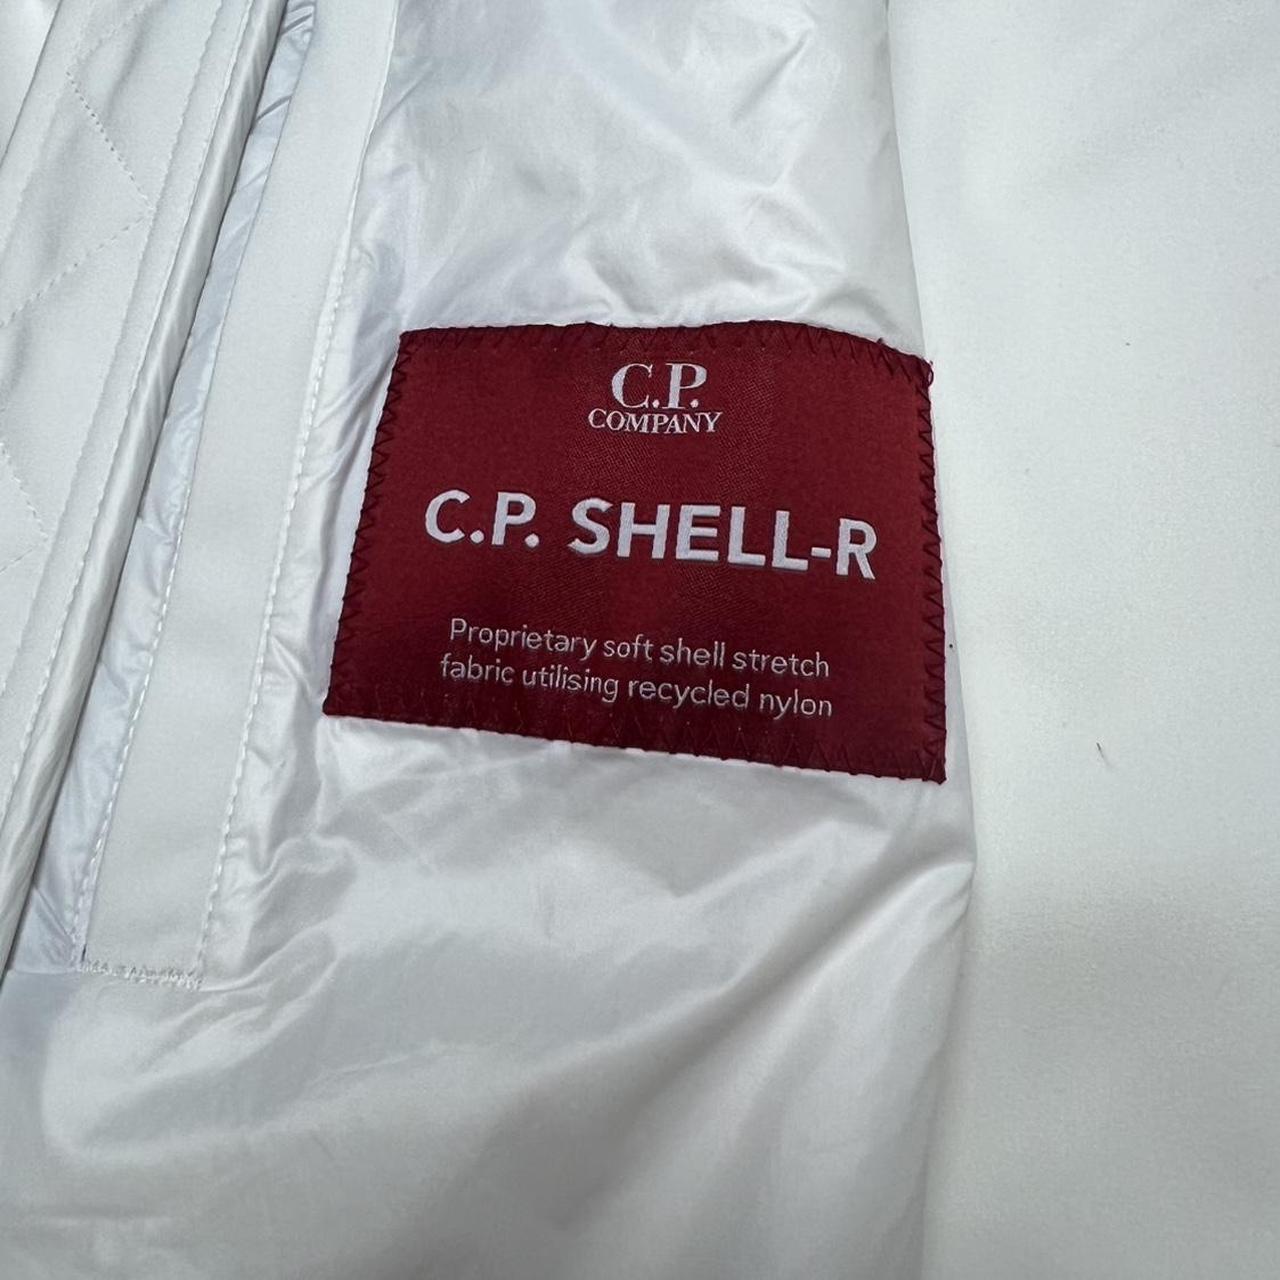 C.P.
COMPANY
C.P. SHELL-R
Proprietary soft shell stretch
fabric utilising recycled nylon